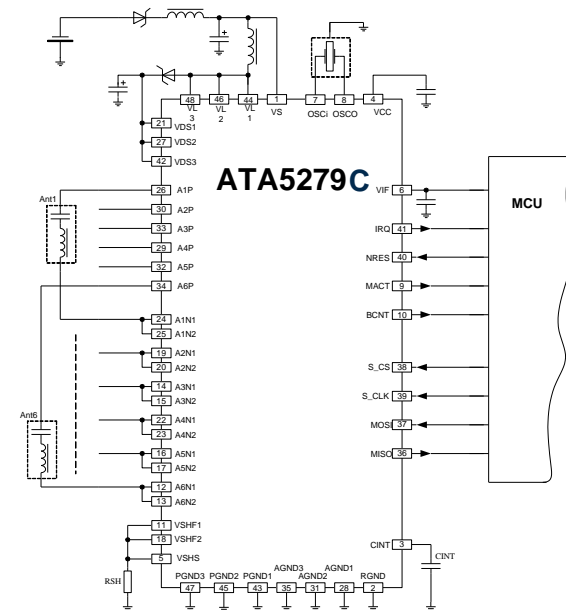 48 46 44 1 7 8 4
VL 3 VL 2 VL 1 VS OSCi OSCO VCC
21 VDS1
27 VDS2
42 VDS3
ATA5279C
MCU
Ant1
26 A1P
30 A2P
33 A3P
29 A4P
32 A5P
34 A6P
24 A1N1
25 A1N2
19 A2N1
20 A2N2
14 A3N1
15 A3N2
Ant6
22 A4N1
23 A4N2
16 A5N1
17 A5N2
12 A6N1
13 A6N2
11 VSHF1
18 VSHF2
5 VSHS
RSH
VIF 6
IRQ 41
NRES 40
MACT 9
BCNT 10
S_CS 38
S_CLK 39
MOSI 37
MISO 36
CINT 3
CINT
PGND3 PGND2 PGND1 AGND3 AGND2 AGND1 RGND
47 45 43 35 31 28 2